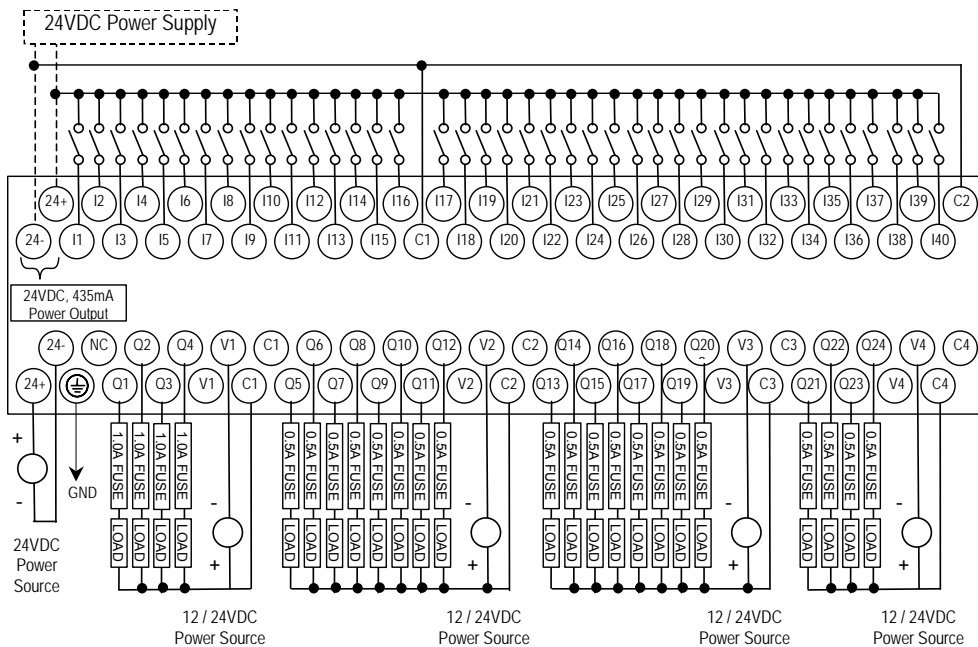 24VDC Power Supply
24+ I2 I4 I6 I8 I10 I12 I14 I16 I17 I19 I21 I23 I25 I27 I29 I31 I33 I35 I37 I39 C2
24- I1 I3 I5 I7 I9 I11 I13 I15 C1 I18 I20 I22 I24 I26 I28 I30 I32 I34 I36 I38 I40
24VDC, 435mA
Power Output
24- NC Q2 Q4 V1 C1 Q6 Q8 Q10 Q12 V2 C2 Q14 Q16 Q18 Q20 V3 C3 Q22 Q24 V4 C4
24+ Q1 Q3 V1 C1 Q5 Q7 Q9 Q11 V2 C2 Q13 Q15 Q17 Q19 V3 C3 Q21 Q23 V4 C4
+ 1.0A FUSE 1.0A FUSE 1.0A FUSE 1.0A FUSE 0.5A FUSE 0.5A FUSE 0.5A FUSE 0.5A FUSE 0.5A FUSE 0.5A FUSE 0.5A FUSE 0.5A FUSE 0.5A FUSE 0.5A FUSE 0.5A FUSE 0.5A FUSE 0.5A FUSE 0.5A FUSE 0.5A FUSE 0.5A FUSE 0.5A FUSE 0.5A FUSE 0.5A FUSE 0.5A FUSE
- GND - - - -
LOAD LOAD LOAD LOAD LOAD LOAD LOAD LOAD LOAD LOAD LOAD LOAD LOAD LOAD LOAD LOAD LOAD LOAD LOAD LOAD LOAD LOAD LOAD LOAD
+ + + +
24VDC
Power
Source
12 / 24VDC
Power Source
12 / 24VDC
Power Source
12 / 24VDC
Power Source
12 / 24VDC
Power Source